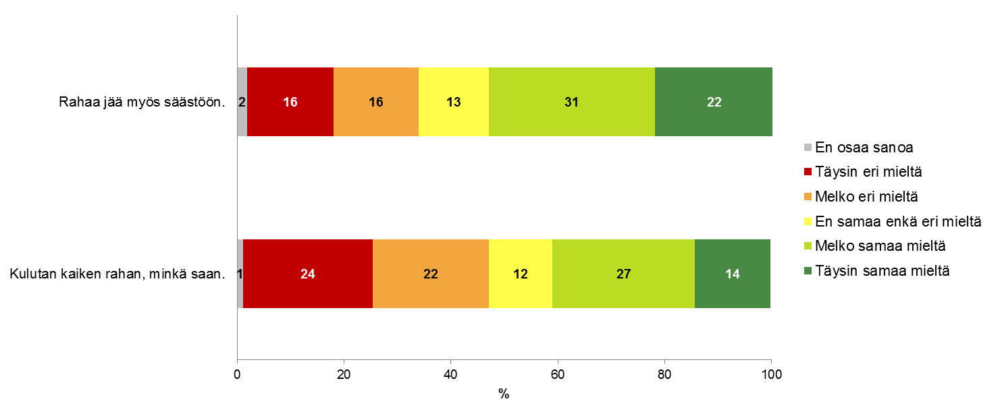 Rahaa jää myös säästöön.
2 16 16 13 31 22
Kulutan kaiken rahan, minkä saan.
1 24 22 12 27 14
0 20 40 60 80 100
%
En osaa sanoa
Täysin eri mieltä
Melko eri mieltä
En samaa enkä eri mieltä
Melko samaa mieltä
Täysin samaa mieltä